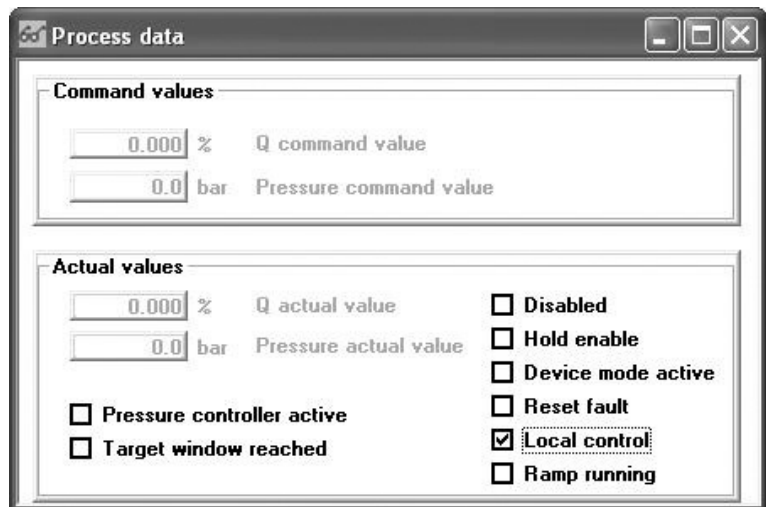 Process data
Command values
0.000 % Q command value
0.0 bar Pressure command value
Actual values
0.000 % Q actual value
0.0 bar Pressure actual value
Pressure controller active
Target window reached
Disabled
Hold enable
Device mode active
Reset fault
Local control
Ramp running